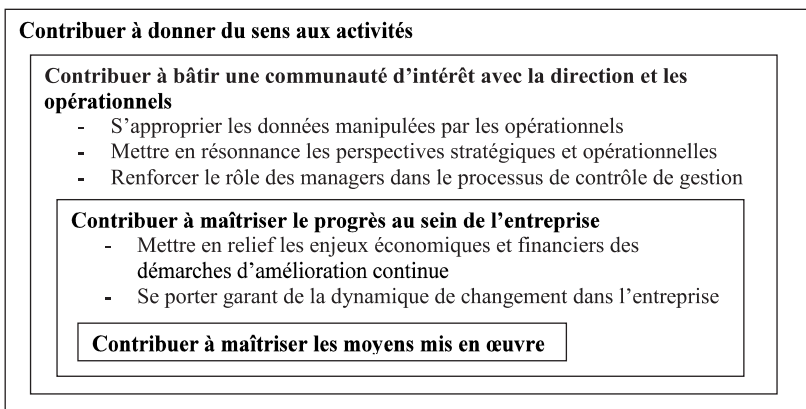 Contribuer à donner du sens aux activités
Contribuer à bâtir une communauté d’intérêt avec la direction et les
opérationnels
- S’approprier les données manipulées par les opérationnels
- Mettre en résonnance les perspectives stratégiques et opérationnelles
- Renforcer le rôle des managers dans le processus de contrôle de gestion
Contribuer à maîtriser le progrès au sein de l’entreprise
- Mettre en relief les enjeux économiques et financiers des
démarches d’amélioration continue
- Se porter garant de la dynamique de changement dans l’entreprise
Contribuer à maîtriser les moyens mis en œuvre